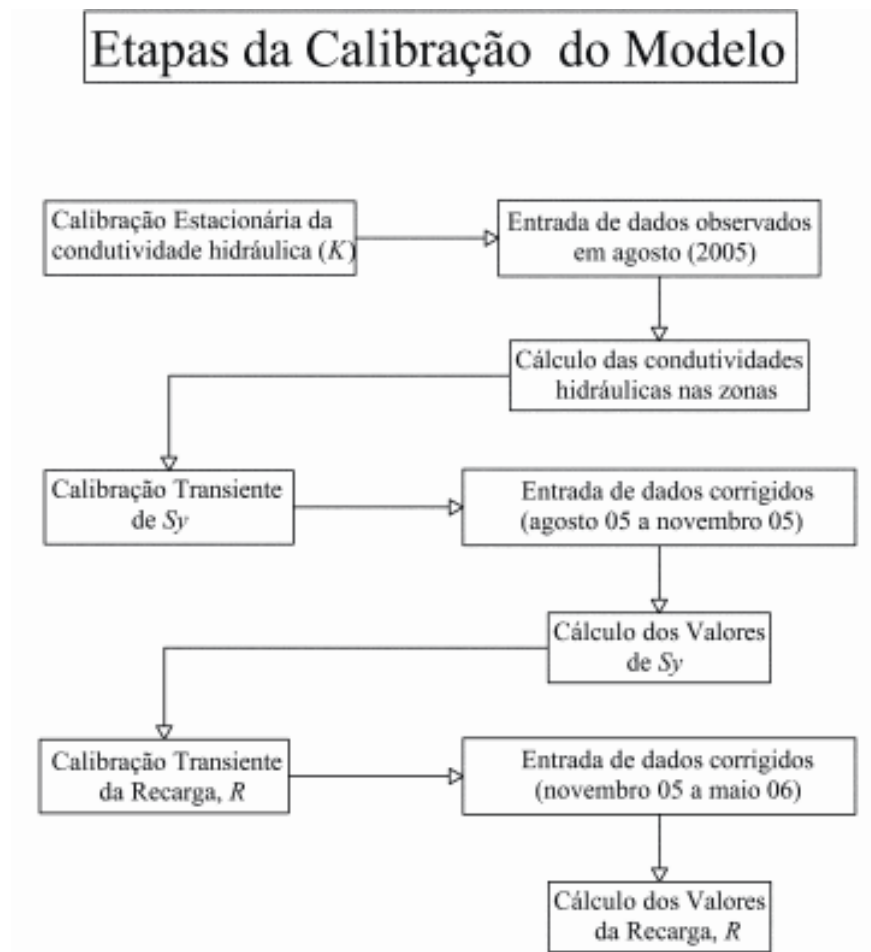 Etapas da Calibração do Modelo
Calibração Estacionária da
condutividade hidráulica (K)
Entrada de dados observados
em agosto (2005)
Cálculo das condutividades
hidráulicas nas zonas
Calibração Transiente
de Sy
Entrada de dados corrigidos
(agosto 05 a novembro 05)
Cálculo dos Valores
de Sy
Calibração Transiente
da Recarga, R
Entrada de dados corrigidos
(novembro 05 a maio 06)
Cálculo dos Valores
da Recarga, R